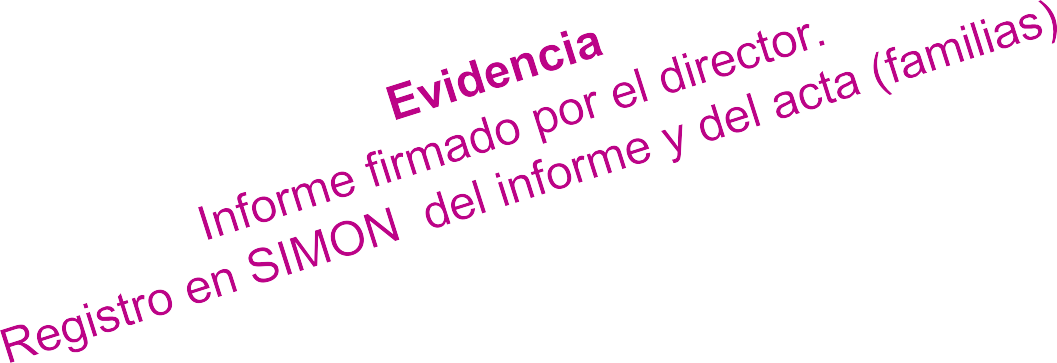 Evidencia
Informe firmado por el director.
Registro en SIMON  del informe y del acta (familias)